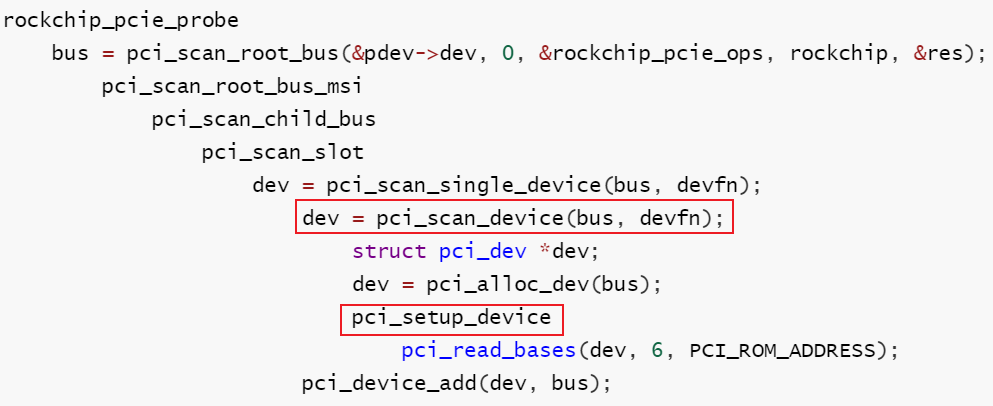 rockchip_pcie_probe
bus = pci_scan_root_bus(&pdev->dev, 0, &rockchip_pcie_ops, rockchip, &res);
pci_scan_root_bus_msi
pci_scan_child_bus
pci_scan_slot
dev = pci_scan_single_device(bus, devfn);
dev = pci_scan_device(bus, devfn);
struct pci_dev *dev;
dev = pci_alloc_dev(bus);
pci_setup_device
pci_read_bases(dev, 6, PCI_ROM_ADDRESS);
pci_device_add(dev, bus);